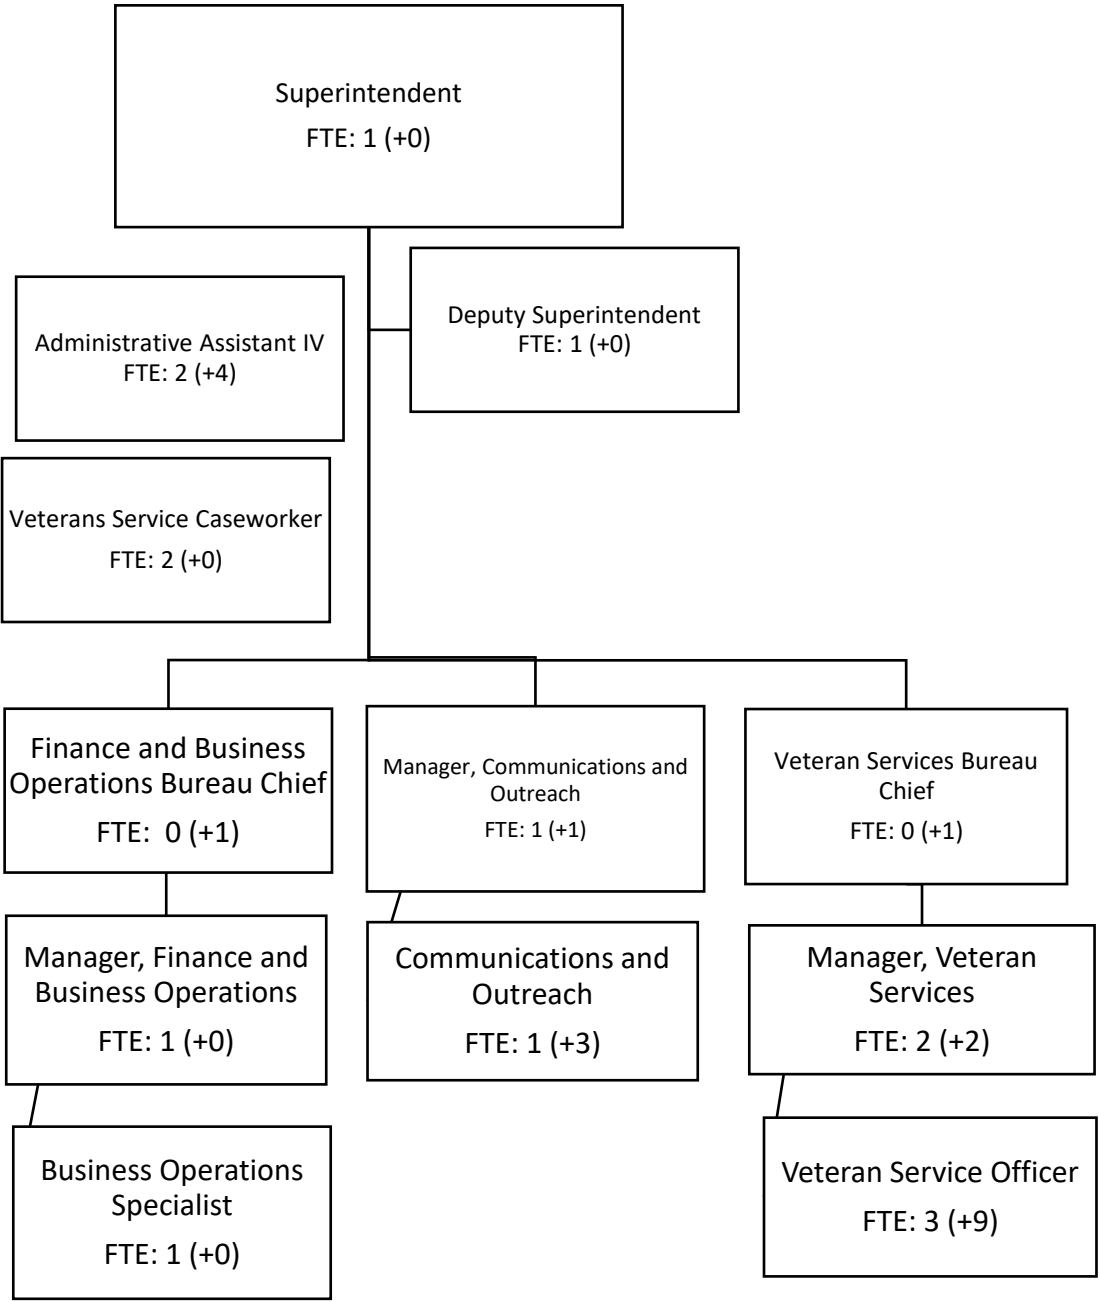 Superintendent
FTE: 1 (+0)
Deputy Superintendent
FTE: 1 (+0)
Administrative Assistant IV
FTE: 2 (+4)
Veterans Service Caseworker
FTE: 2 (+0)
Finance and Business
Operations Bureau Chief
FTE:  0 (+1)
Manager, Communications and
Outreach
FTE: 1 (+1)
Veteran Services Bureau
Chief
FTE: 0 (+1)
Manager, Finance and
Business Operations
FTE: 1 (+0)
Communications and
Outreach
FTE: 1 (+3)
Manager, Veteran
Services
FTE: 2 (+2)
Business Operations
Specialist
FTE: 1 (+0)
Veteran Service Officer
FTE: 3 (+9)